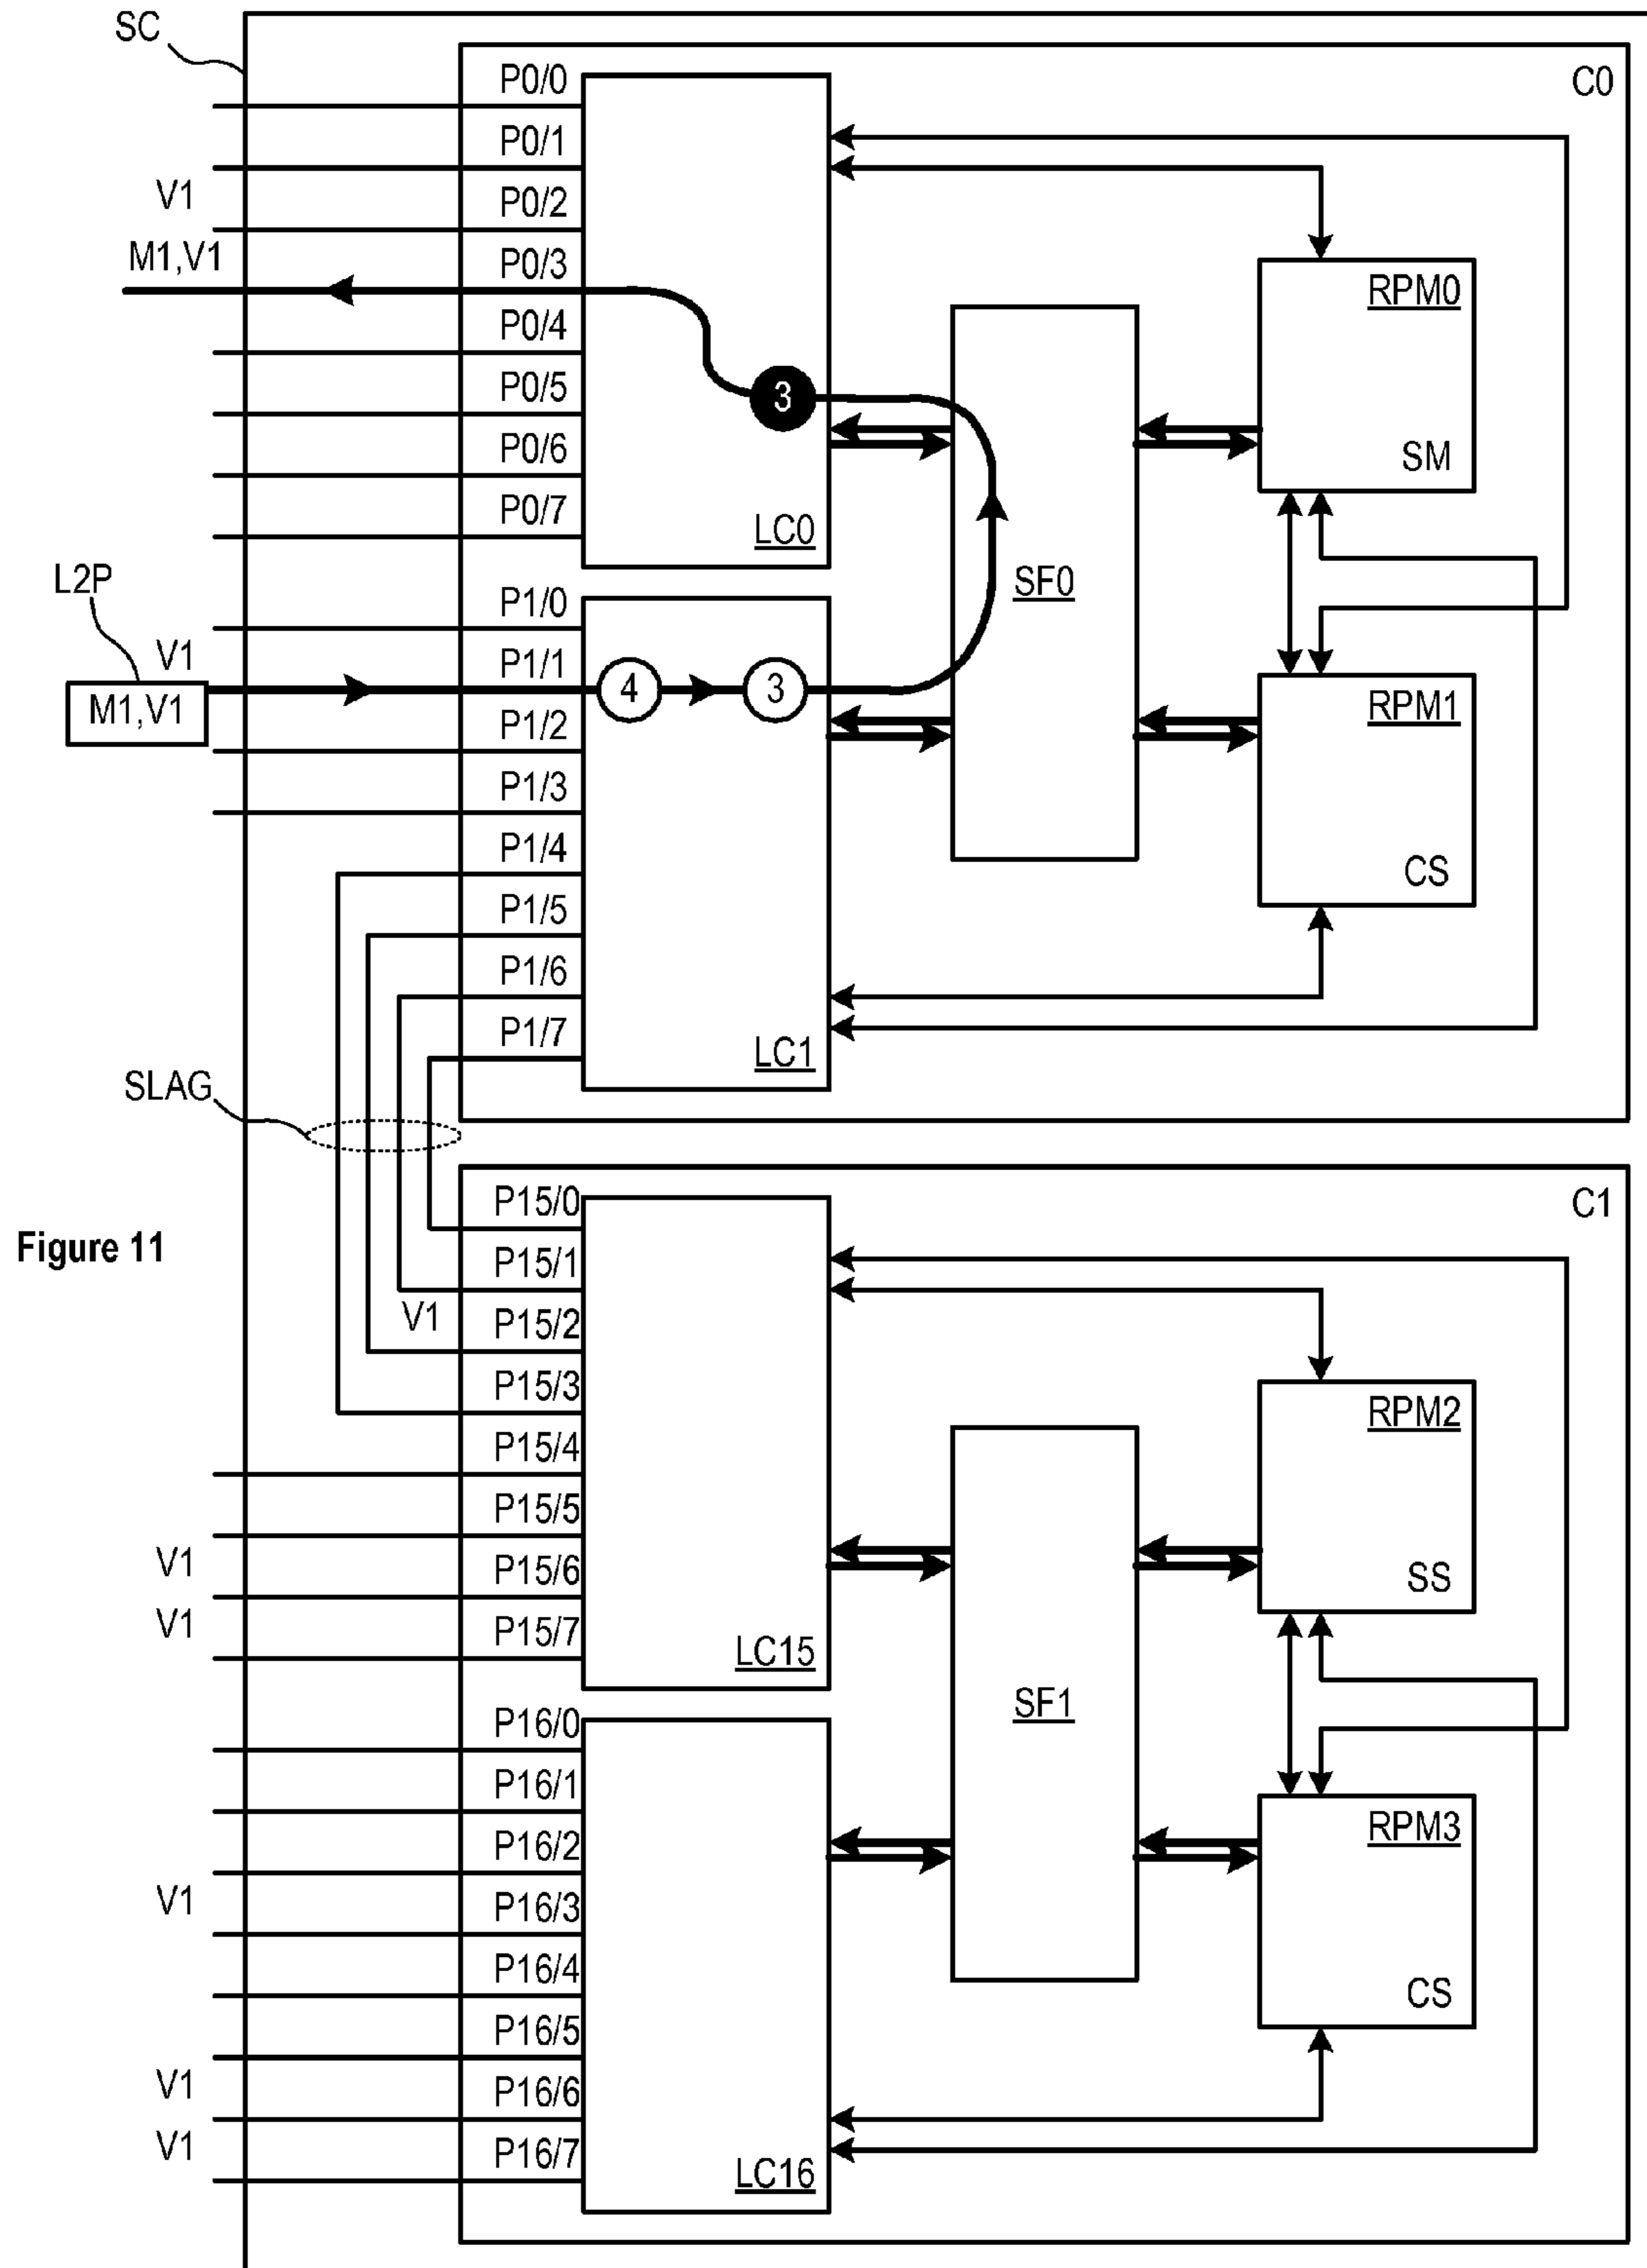 SC
C0
P0/0
P0/1
V1
P0/2
M1,V1
P0/3
RPM0
P0/4
P0/5
3
P0/6
SM
P0/7
LC0
L2P
SF0
P1/0
V1
P1/1
M1,V1
4
3
RPM1
P1/2
P1/3
P1/4
CS
P1/5
P1/6
P1/7
LC1
SLAG
P15/0
C1
Figure 11
P15/1
V1
P15/2
P15/3
RPM2
P15/4
P15/5
V1
P15/6
SS
V1
P15/7
LC15
SF1
P16/0
P16/1
P16/2
RPM3
V1
P16/3
P16/4
CS
P16/5
V1
P16/6
V1
P16/7
LC16